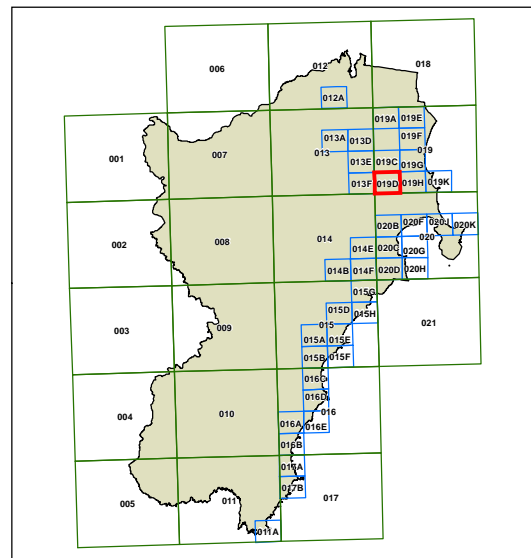 012
018
006
012A
019A 019E
013A 013D 019F
001 007 013 019
013E 019C 019G
013F 019D 019H 019K
020B 020F 020J 020K
002 008 014 020
014E 020C 020G
014B 014F 020D 020H
015G
015D 015H
003 009 015 021
015A 015E
015B 015F
016C
016D
004 010 016
016A 016E
016B
017A
017B
005 011 017
011A